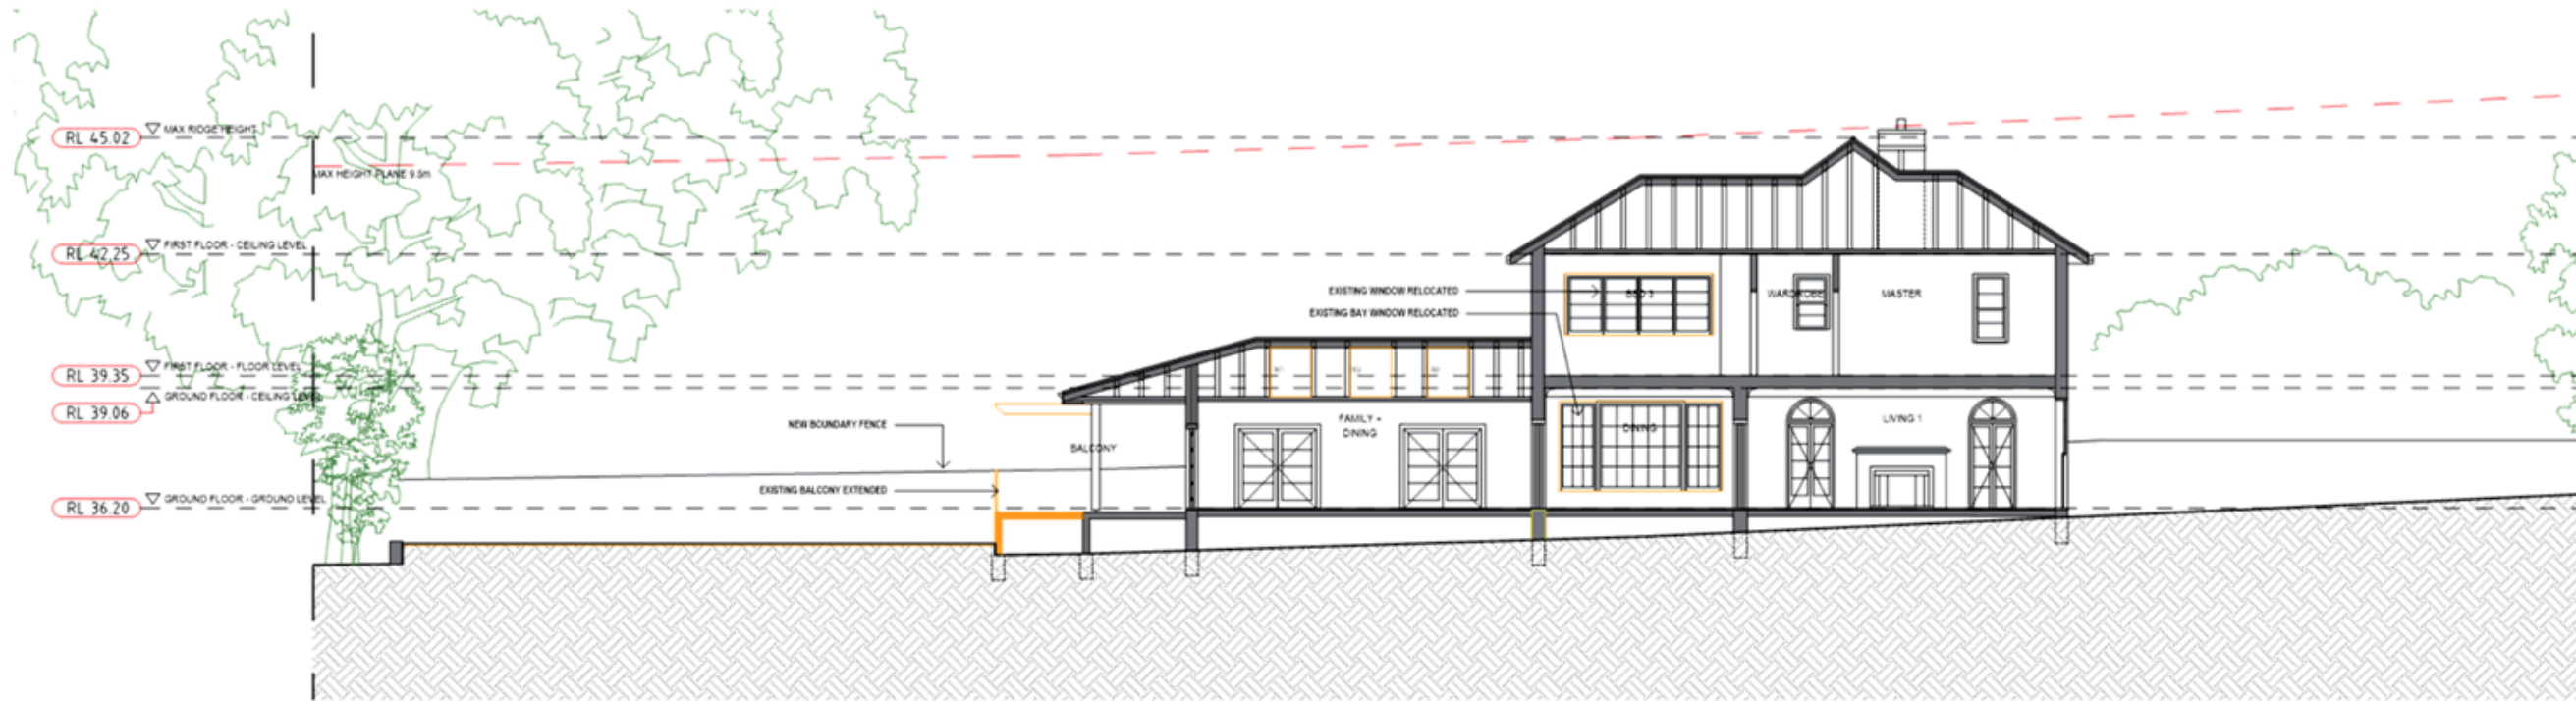 RL 45.02
MAX RIDGE HEIGHT
MAX HEIGHT PLANE 9.5m
RL 42.25
FIRST FLOOR - CEILING LEVEL
EXISTING WINDOW RELOCATED
BED 3
WARDROBE
MASTER
EXISTING BAY WINDOW RELOCATED
RL 39.35
FIRST FLOOR - FLOOR LEVEL
GROUND FLOOR - CEILING LEVEL
RL 39.06
NEW BOUNDARY FENCE
BALCONY
FAMILY +
DINING
DINING
LIVING 1
EXISTING BALCONY EXTENDED
RL 36.20
GROUND FLOOR - GROUND LEVEL